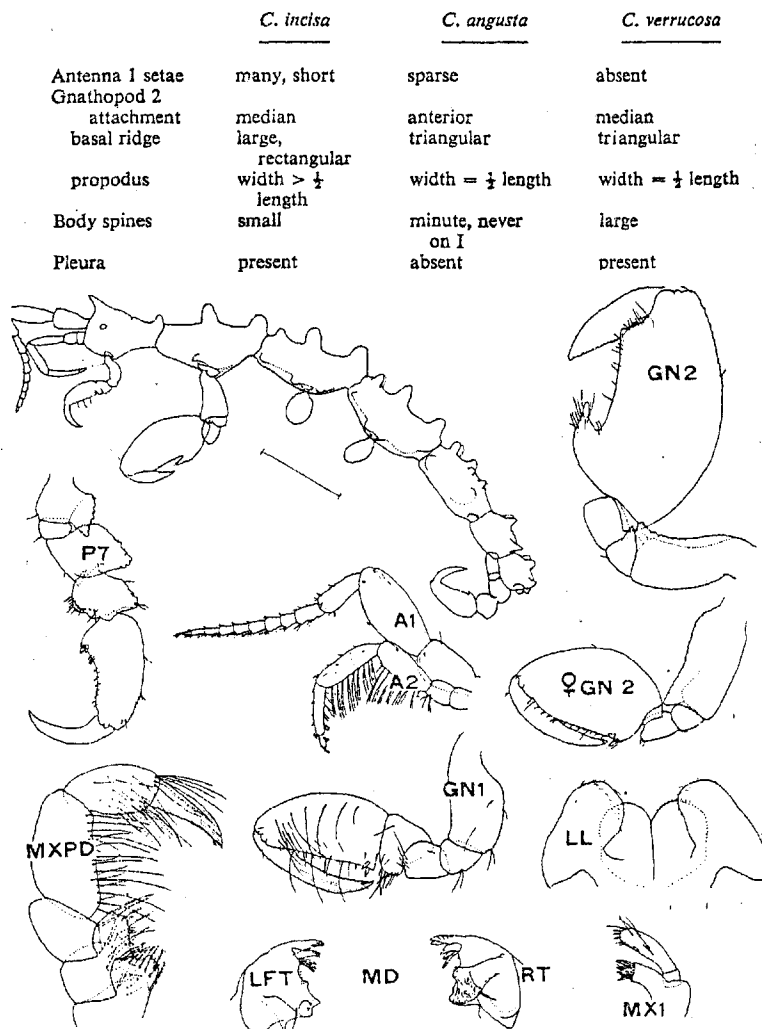 C. incisa C. angusta C. verrucosa
Antenna 1 setae many, short sparse absent
Gnathopod 2
attachment median anterior median
basal ridge large, triangular triangular
rectangular
propodus width > ½ width = ½ length width = ½ length
length
Body spines small minute, never large
on I
Pleura present absent present
GN2
P7
A1
A2
♀GN 2
GN1
MXPD
LL
LFT MD RT
MX1